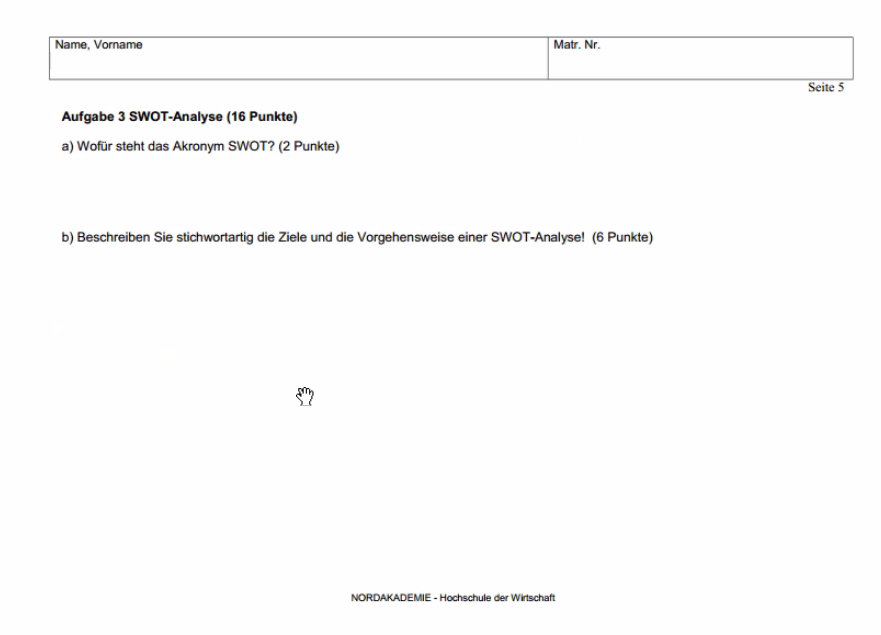 Name, Vorname
Matr. Nr.
Seite 5
Aufgabe 3 SWOT-Analyse (16 Punkte)
a) Wofür steht das Akronym SWOT? (2 Punkte)
b) Beschreiben Sie stichwortartig die Ziele und die Vorgehensweise einer SWOT-Analyse! (6 Punkte)
NORDAKADEMIE - Hochschule der Wirtschaft